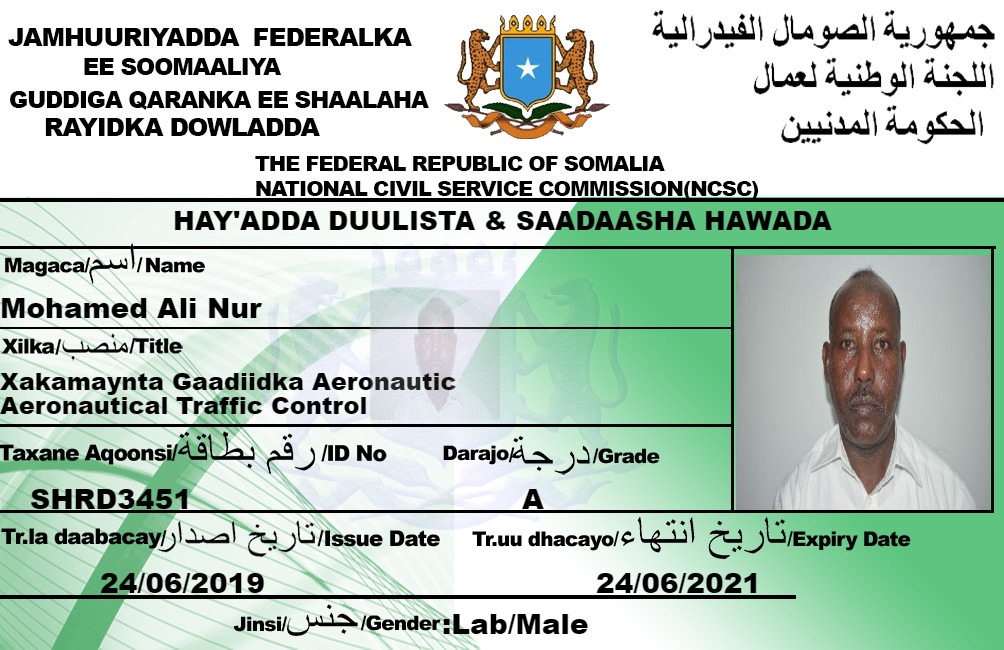 JAMHUURIYADDA FEDERALKA
EE SOOMAALIYA
GUDDIGA QARANKA EE SHAALAHA
RAYIDKA DOWLADDA
جمهورية الصومال الفيدرالية
اللجنة الوطنية لعمال
الحكومة المدنيين
THE FEDERAL REPUBLIC OF SOMALIA
NATIONAL CIVIL SERVICE COMMISSION(NCSC)
HAY'ADDA DUULISTA & SAADAASHA HAWADA
Magaca/اسم/Name
Mohamed Ali Nur
Xilka/منصب/Title
Xakamaynta Gaadiidka Aeronautic
Aeronautical Traffic Control
Taxane Aqoonsi/رقم بطاقة/ID No
Darajo/درجة/Grade
SHRD3451
A
Tr.la daabacay/تاريخ اصدار/Issue Date
Tr.uu dhacayo/تاريخ انتهاء/Expiry Date
24/06/2019
24/06/2021
Jinsi/جنس/Gender:Lab/Male